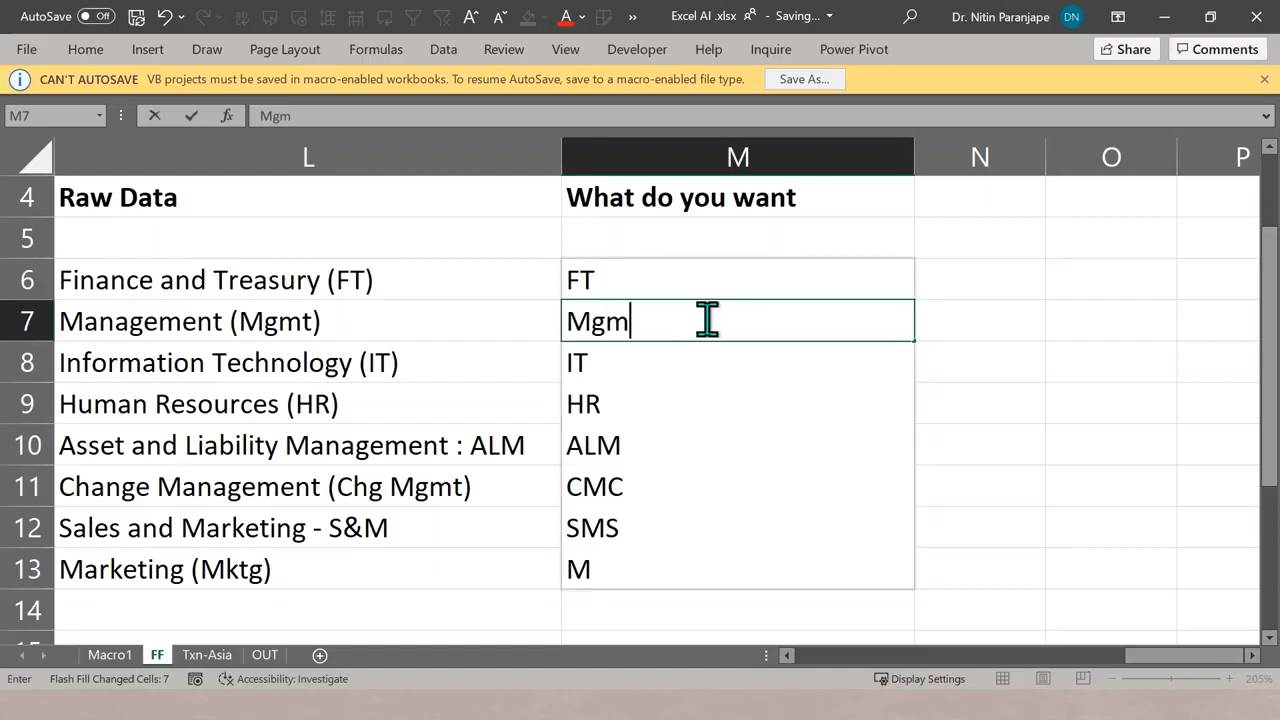 AutoSave Off Excel AI .xlsx - Saving... Dr. Nitin Paranjape DN
File Home Insert Draw Page Layout Formulas Data Review View Developer Help Inquire Power Pivot Share Comments
CAN'T AUTOSAVE VB projects must be saved in macro-enabled workbooks. To resume AutoSave, save to a macro-enabled file type. Save As...
M7 fx Mgm
L M N O P
4 Raw Data What do you want
5
6 Finance and Treasury (FT) FT
7 Management (Mgmt) Mgm
8 Information Technology (IT) IT
9 Human Resources (HR) HR
10 Asset and Liability Management : ALM ALM
11 Change Management (Chg Mgmt) CMC
12 Sales and Marketing - S&M SMS
13 Marketing (Mktg) M
14
Macro1 FF Txn-Asia OUT
Enter Flash Fill Changed Cells: 7 Accessibility: Investigate Display Settings 205%